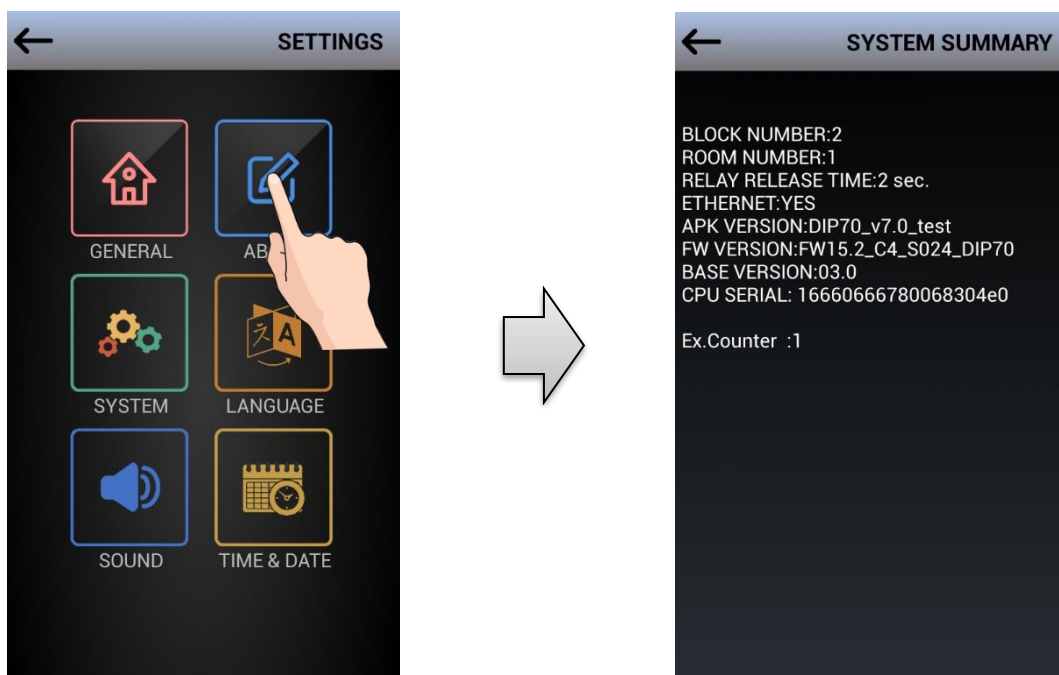 SETTINGS
GENERAL
SYSTEM
LANGUAGE
SOUND
TIME & DATE
SYSTEM SUMMARY
BLOCK NUMBER:2
ROOM NUMBER:1
RELAY RELEASE TIME:2 sec.
ETHERNET:YES
APK VERSION:DIP70_v7.0_test
FW VERSION:FW15.2_C4_S024_DIP70
BASE VERSION:03.0
CPU SERIAL: 16660666780068304e0
Ex.Counter :1